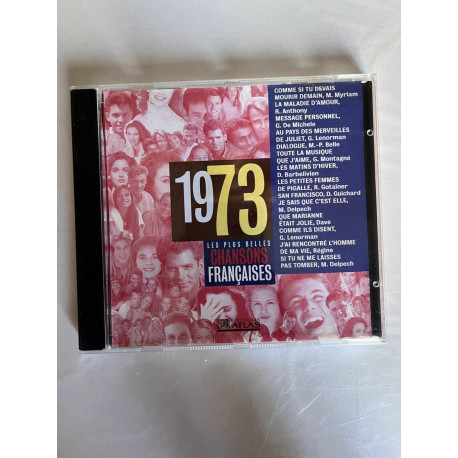 COMME SI TU DEVAIS
MOURIR DEMAIN, M. Myriam
LA MALADIE D'AMOUR,
R. Anthony
MESSAGE PERSONNEL,
G. De Michele
AU PAYS DES MERVEILLES
DE JULIET, G. Lenorman
DIALOGUE, M.-P. Belle
TOUTE LA MUSIQUE
QUE J'AIME, G. Montagné
LES MATINS D'HIVER,
D. Barbelivien
LES PETITES FEMMES
DE PIGALLE, R. Gotainer
SAN FRANCISCO, D. Guichard
JE SAIS QUE C'EST ELLE,
M. Delpech
QUE MARIANNE
ÉTAIT JOLIE, Dave
COMME ILS DISENT,
G. Lenorman
J'AI RENCONTRÉ L'HOMME
DE MA VIE, Régine
SI TU NE ME LAISSES
PAS TOMBER, M. Delpech
1973
LES PLUS BELLES
CHANSONS
FRANÇAISES
ATLAS